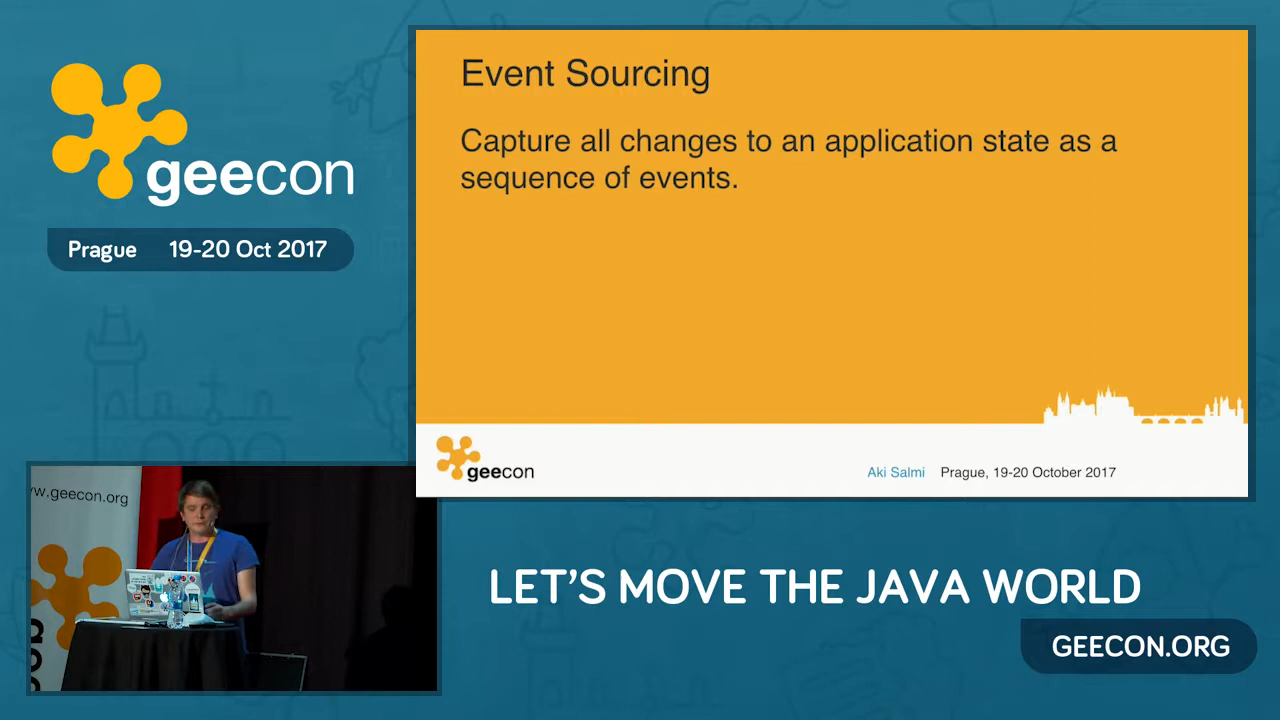 geecon
Prague 19-20 Oct 2017
Event Sourcing
Capture all changes to an application state as a
sequence of events.
geecon
Aki Salmi Prague, 19-20 October 2017
w.geecon.org
LET'S MOVE THE JAVA WORLD
GEECON.ORG